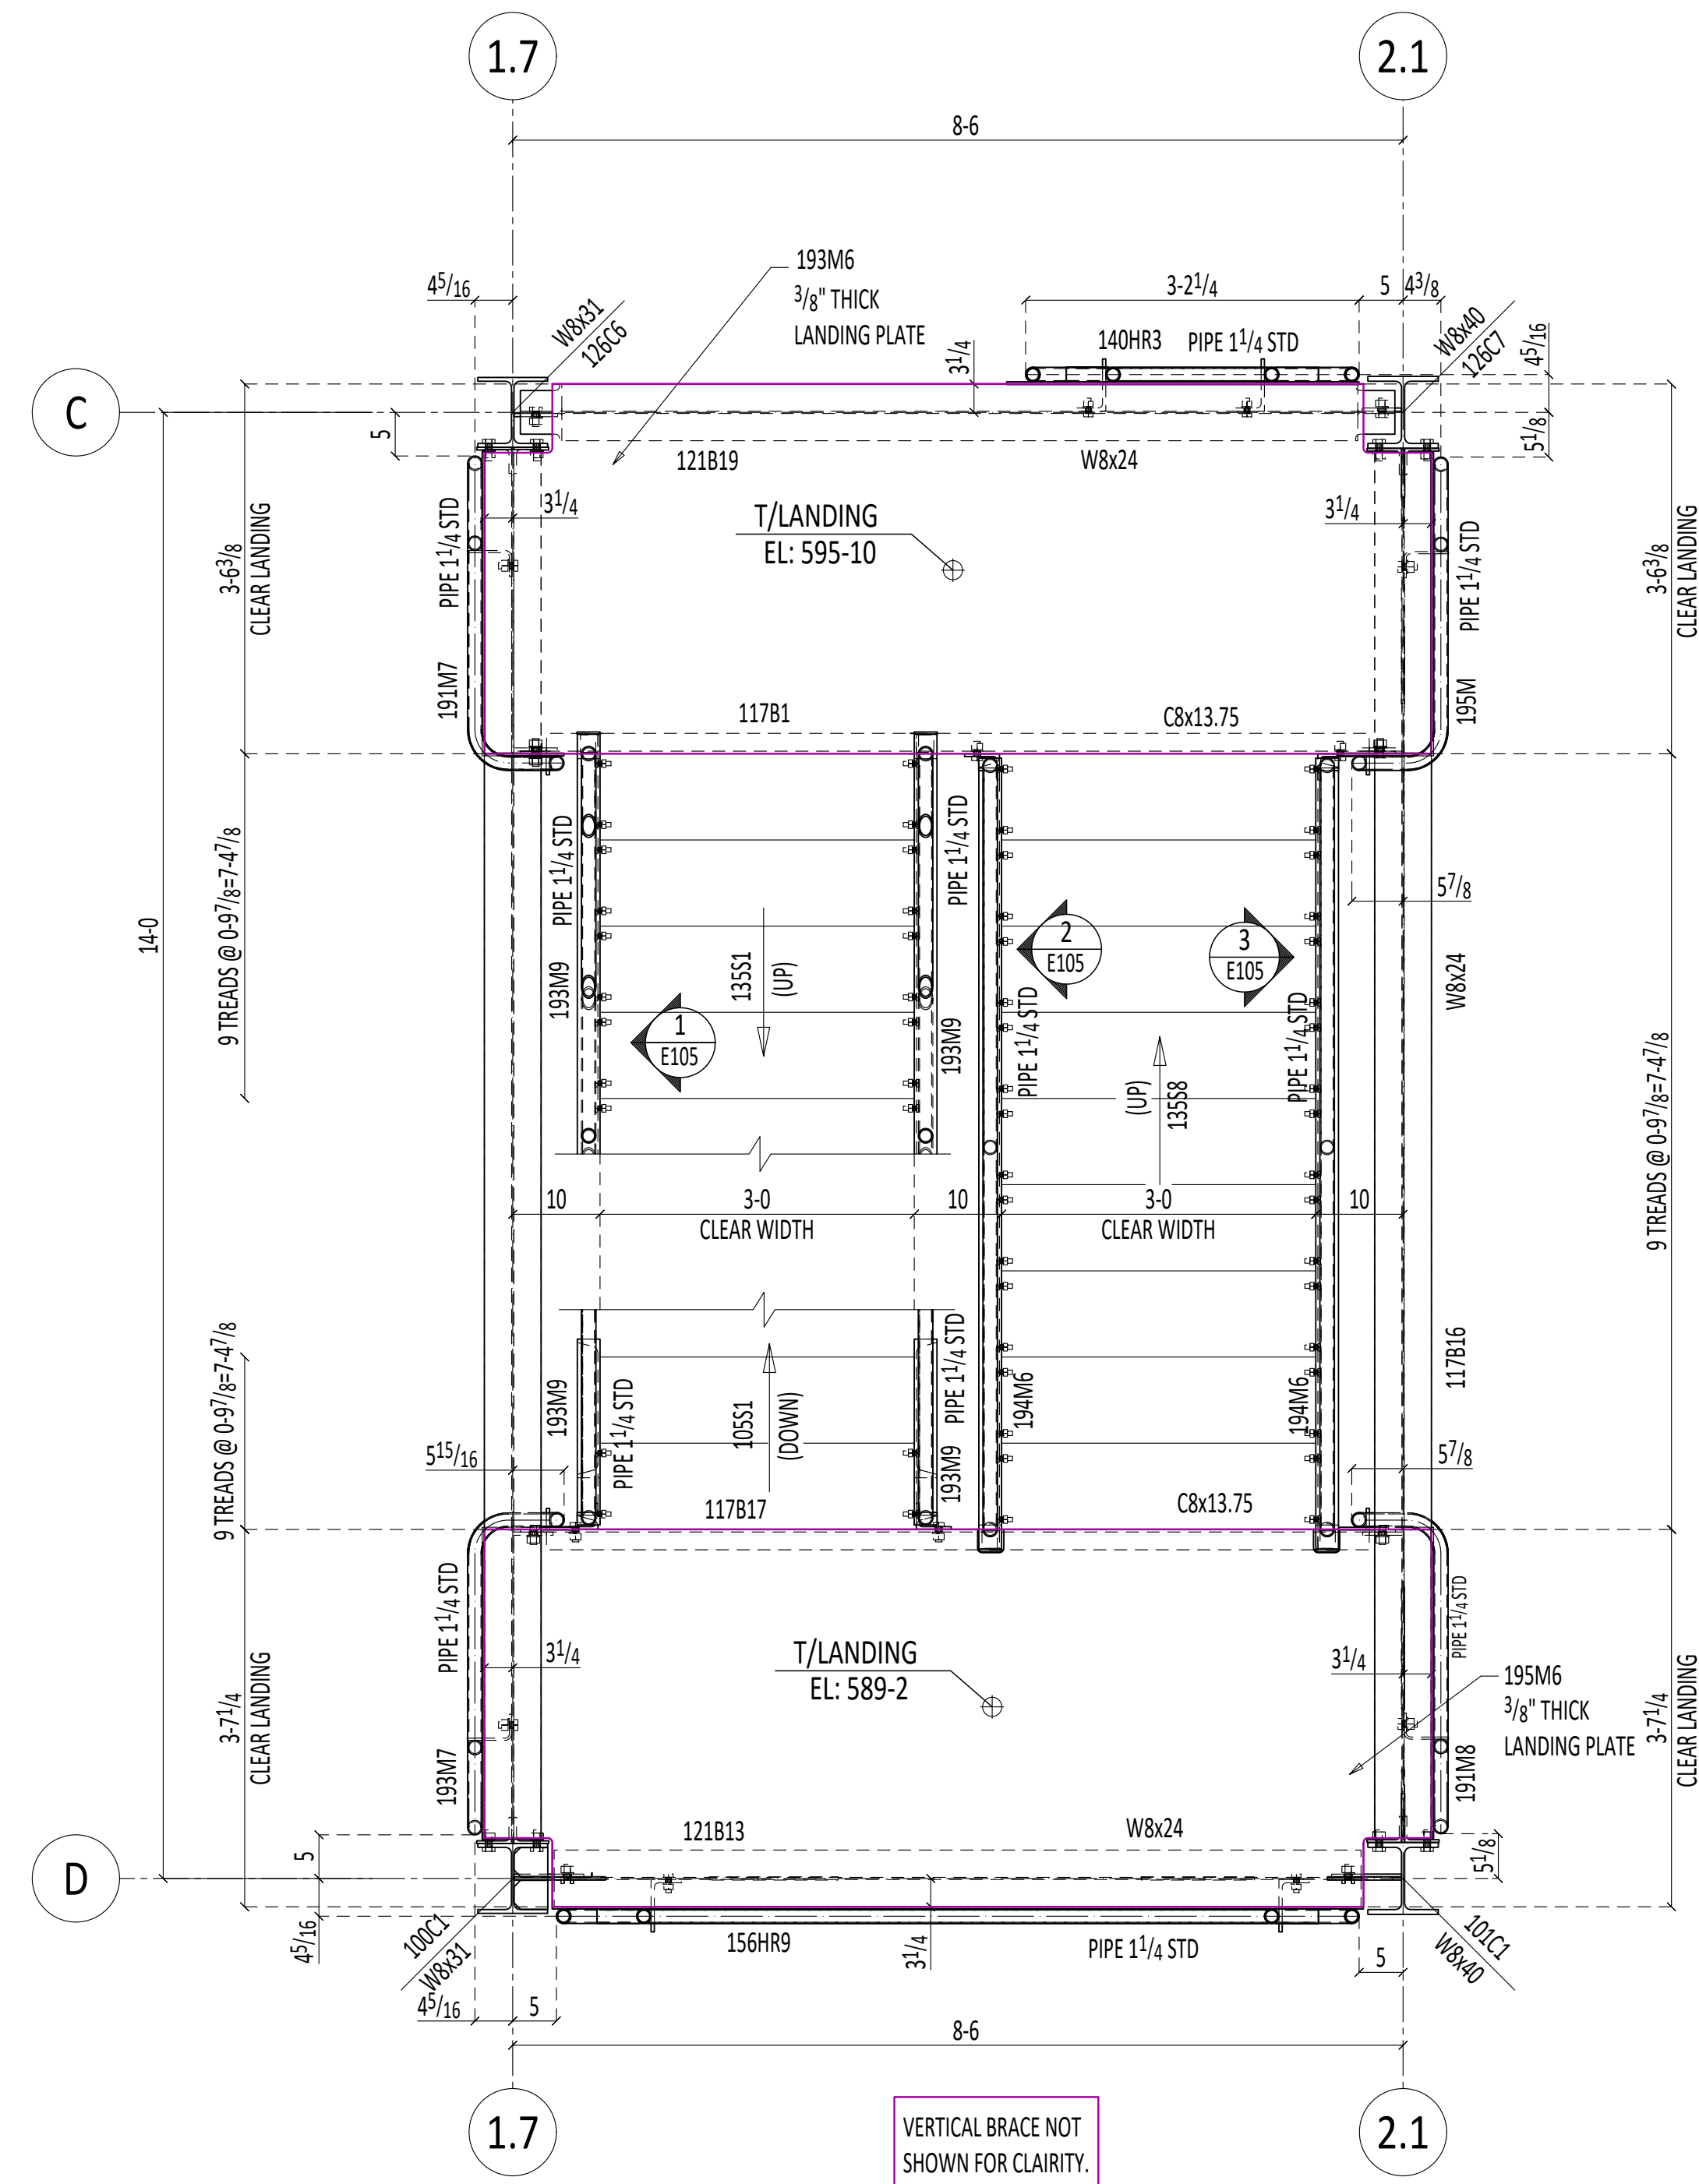 1.7
2.1
8-6
193M6
3/8" THICK
LANDING PLATE
4 5/16
W8x31
126C6
3-2 1/4
5
4 3/8
140HR3
PIPE 1 1/4 STD
3 1/4
W8x40
126C7
4 5/16
C
5
5 1/8
121B19
W8x24
3 1/4
3 1/4
T/LANDING
EL: 595-10
PIPE 1 1/4 STD
PIPE 1 1/4 STD
3-6 3/8
CLEAR LANDING
3-6 3/8
CLEAR LANDING
191M7
195M
117B1
C8x13.75
9 TREADS @ 0-9 7/8=7-4 7/8
PIPE 1 1/4 STD
PIPE 1 1/4 STD
5 7/8
14-0
193M9
135S1
(UP)
193M9
2
E105
3
E105
W8x24
1
E105
PIPE 1 1/4 STD
PIPE 1 1/4 STD
(UP)
135S8
9 TREADS @ 0-9 7/8=7-4 7/8
10
3-0
10
3-0
10
CLEAR WIDTH
CLEAR WIDTH
9 TREADS @ 0-9 7/8=7-4 7/8
193M9
PIPE 1 1/4 STD
105S1
(DOWN)
PIPE 1 1/4 STD
193M9
194M6
194M6
117B16
5 15/16
5 7/8
117B17
C8x13.75
PIPE 1 1/4 STD
PIPE 1 1/4 STD
3 1/4
3 1/4
T/LANDING
EL: 589-2
195M6
3/8" THICK
LANDING PLATE
3-7 1/4
CLEAR LANDING
3-7 1/4
CLEAR LANDING
193M7
191M8
121B13
W8x24
5
5 1/8
D
4 5/16
100C1
W8x31
156HR9
3 1/4
PIPE 1 1/4 STD
101C1
W8x40
5
4 5/16
5
8-6
1.7
2.1
VERTICAL BRACE NOT
SHOWN FOR CLAIRITY.